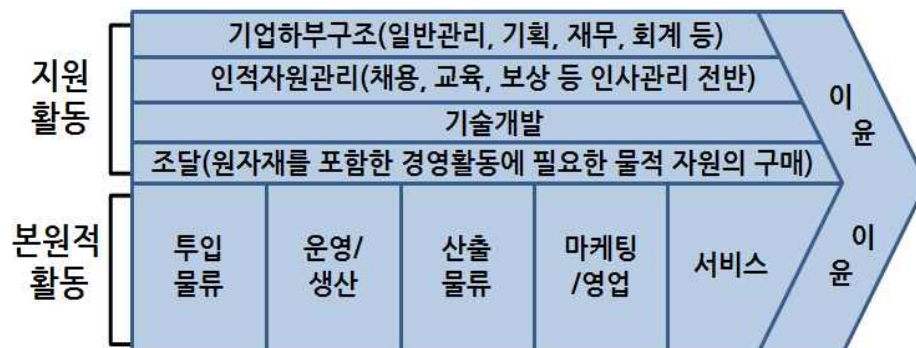 지원
활동
기업하부구조(일반관리, 기획, 재무, 회계 등)
인적자원관리(채용, 교육, 보상 등 인사관리 전반)
기술개발
조달(원자재를 포함한 경영활동에 필요한 물적 자원의 구매)
이
윤
본원적
활동
투입
물류
운영/
생산
산출
물류
마케팅
/영업
서비스
이
윤